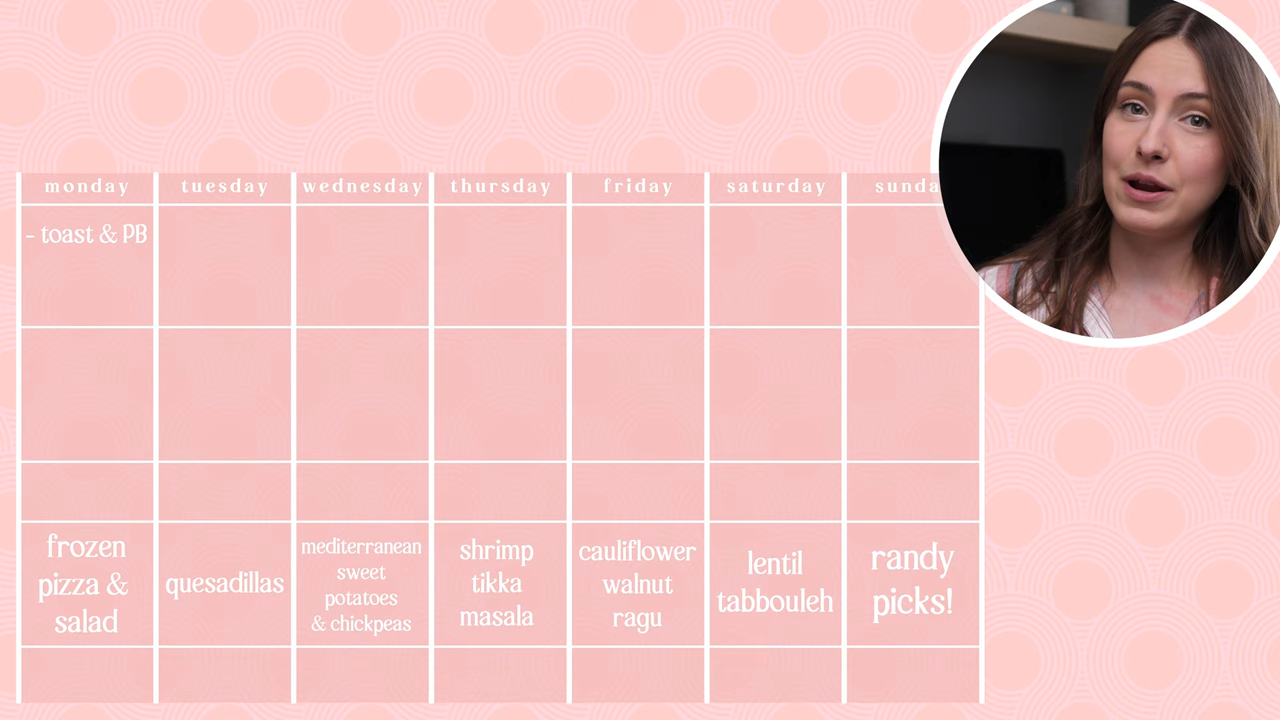 monday tuesday wednesday thursday friday saturday sunda
- toast & PB
frozen
pizza &
salad
quesadillas
mediterranean
sweet
potatoes
& chickpeas
shrimp
tikka
masala
cauliflower
walnut
ragu
lentil
tabbouleh
randy
picks!